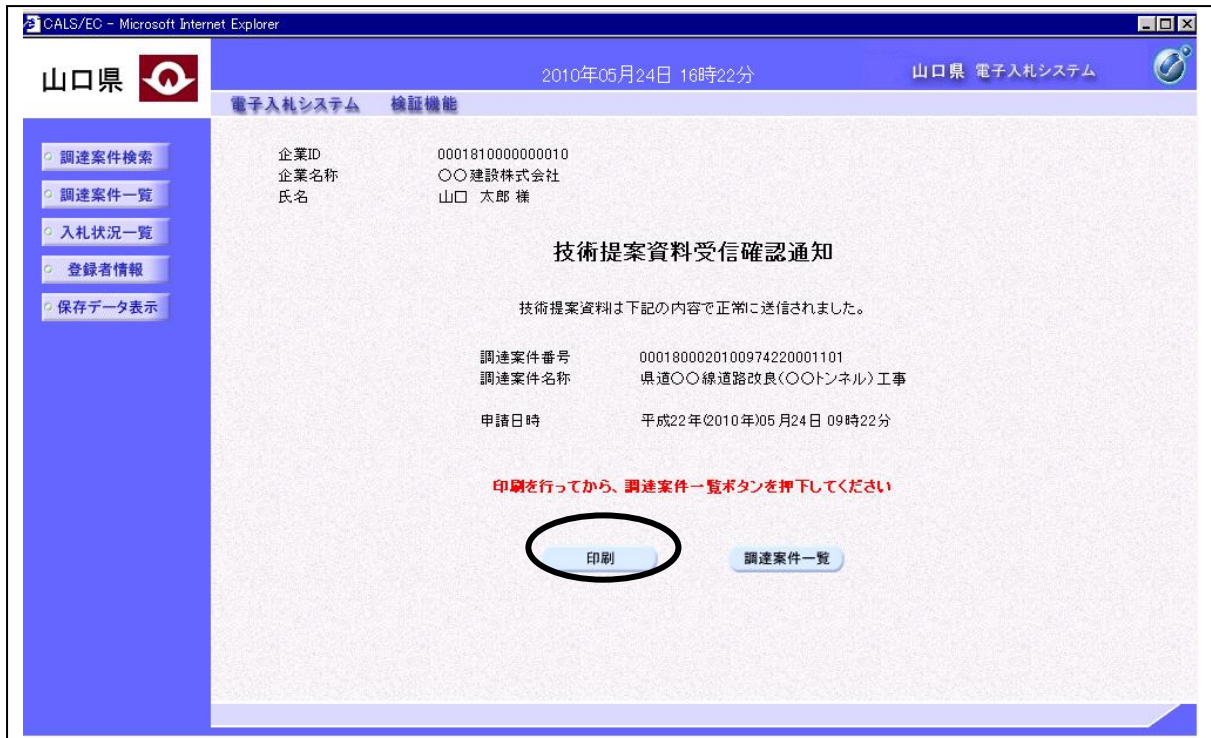 CALS/EC - Microsoft Internet Explorer
山口県
2010年05月24日 16時22分
山口県 電子入札システム
電子入札システム 検証機能
調達案件検索
調達案件一覧
入札状況一覧
登録者情報
保存データ表示
企業ID 0001810000000010
企業名称 〇〇建設株式会社
氏名 山口 太郎 様
技術提案資料受信確認通知
技術提案資料は下記の内容で正常に送信されました。
調達案件番号 0001800020100974220001101
調達案件名称 県道〇〇線道路改良(〇〇トンネル)工事
申請日時 平成22年(2010年)05月24日 09時22分
印刷を行ってから、調達案件一覧ボタンを押下してください
印刷 調達案件一覧